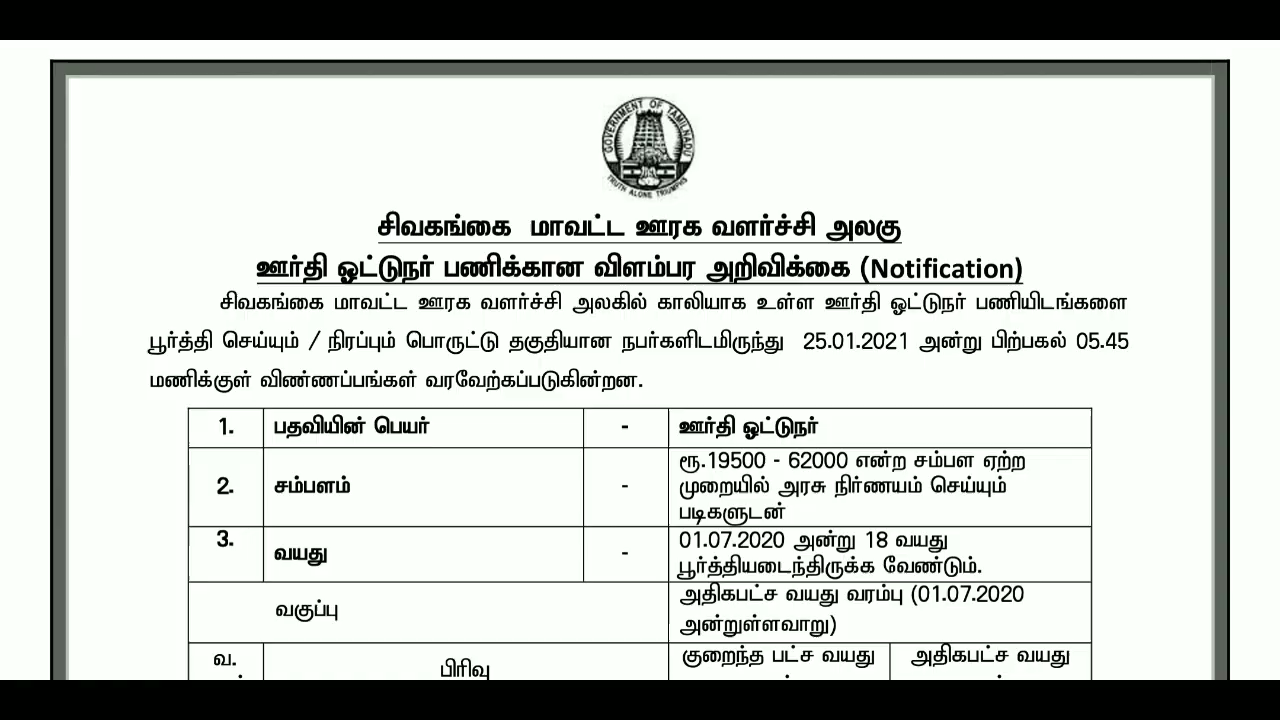 GOVERNMENT OF TAMILNADU
TRUTH ALONE TRIUMPHS
சிவகங்கை மாவட்ட ஊரக வளர்ச்சி அலகு
ஊர்தி ஓட்டுநர் பணிக்கான விளம்பர அறிவிக்கை (Notification)
சிவகங்கை மாவட்ட ஊரக வளர்ச்சி அலகில் காலியாக உள்ள ஊர்தி ஓட்டுநர் பணியிடங்களை
பூர்த்தி செய்யும் / நிரப்பும் பொருட்டு தகுதியான நபர்களிடமிருந்து 25.01.2021 அன்று பிற்பகல் 05.45
மணிக்குள் விண்ணப்பங்கள் வரவேற்கப்படுகின்றன.
1. பதவியின் பெயர் - ஊர்தி ஓட்டுநர்
2. சம்பளம் - ரூ.19500 - 62000 என்ற சம்பள ஏற்ற
முறையில் அரசு நிர்ணயம் செய்யும்
படிகளுடன்
3. வயது - 01.07.2020 அன்று 18 வயது
பூர்த்தியடைந்திருக்க வேண்டும்.
வகுப்பு அதிகபட்ச வயது வரம்பு (01.07.2020
அன்றுள்ளவாறு)
வ. பிரிவு குறைந்த பட்ச வயது அதிகபட்ச வயது